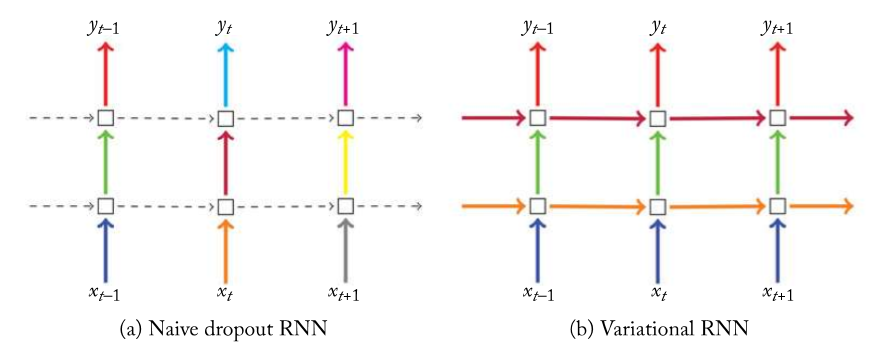 y_{t–1} y_t y_{t+1} y_{t–1} y_t y_{t+1}
x_{t–1} x_t x_{t+1} x_{t–1} x_t x_{t+1}
(a) Naive dropout RNN (b) Variational RNN